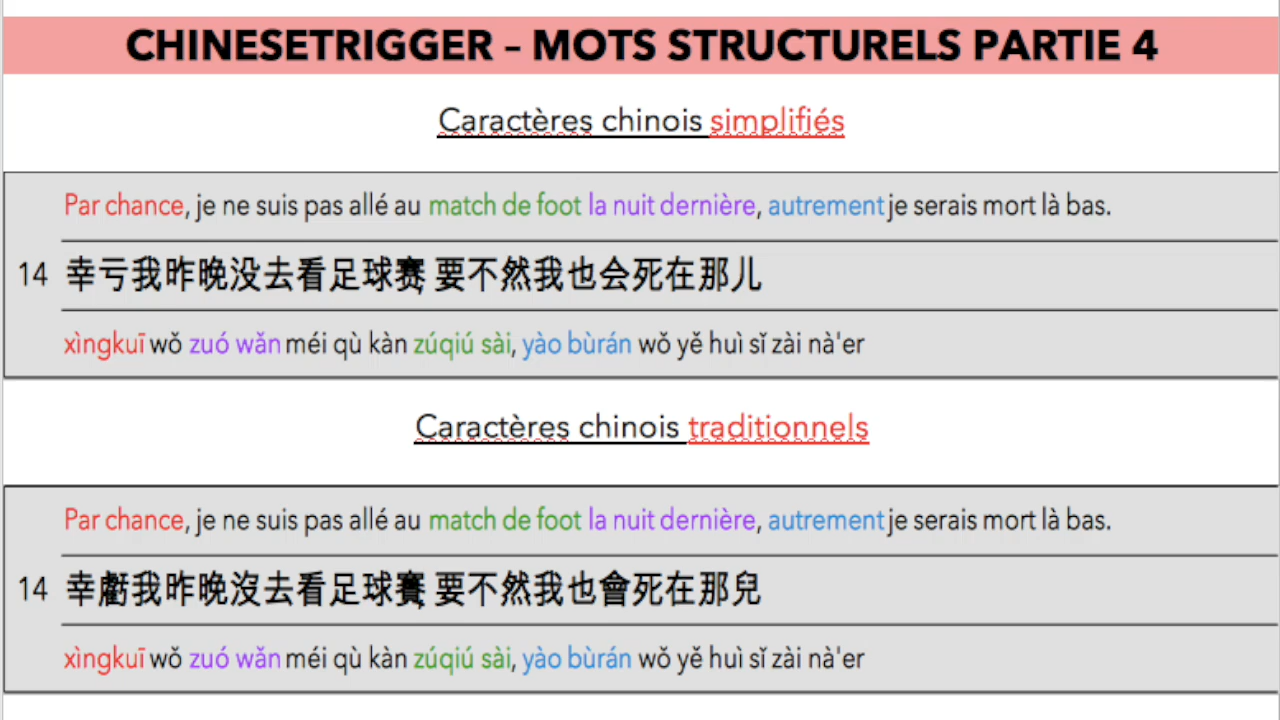 CHINESETRIGGER – MOTS STRUCTURELS PARTIE 4
Caractères chinois simplifiés
Par chance, je ne suis pas allé au match de foot la nuit dernière, autrement je serais mort là bas.
14 幸亏我昨晚没去看足球赛, 要不然我也会死在那儿
xìngkuī wǒ zuó wǎn méi qù kàn zúqiú sài, yào bùrán wǒ yě huì sǐ zài nà'er
Caractères chinois traditionnels
Par chance, je ne suis pas allé au match de foot la nuit dernière, autrement je serais mort là bas.
14 幸虧我昨晚沒去看足球賽, 要不然我也會死在那兒
xìngkuī wǒ zuó wǎn méi qù kàn zúqiú sài, yào bùrán wǒ yě huì sǐ zài nà'er